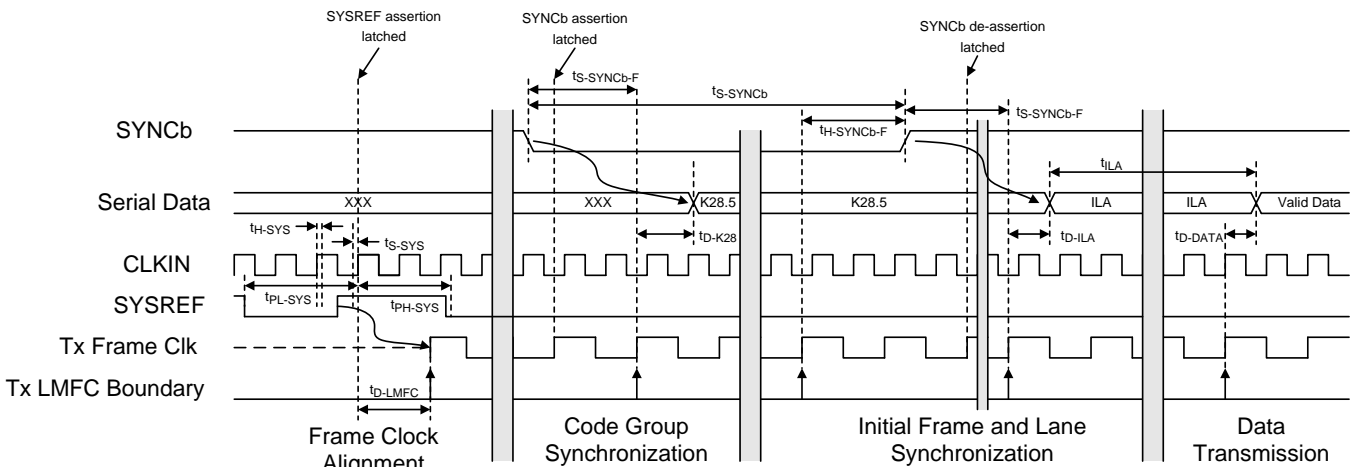 SYSREF assertion
latched
SYNCb assertion
latched
SYNCb de-assertion
latched
tS-SYNCb-F
tS-SYNCb
tS-SYNCb-F
SYNCb
tH-SYNCb-F
tILA
Serial Data
XXX
XXX
K28.5
K28.5
ILA
ILA
Valid Data
tH-SYS
tS-SYS
tD-K28
tD-ILA
tD-DATA
CLKIN
tPL-SYS
tPH-SYS
SYSREF
Tx Frame Clk
Tx LMFC Boundary
tD-LMFC
Frame Clock
Alignment
Code Group
Synchronization
Initial Frame and Lane
Synchronization
Data
Transmission